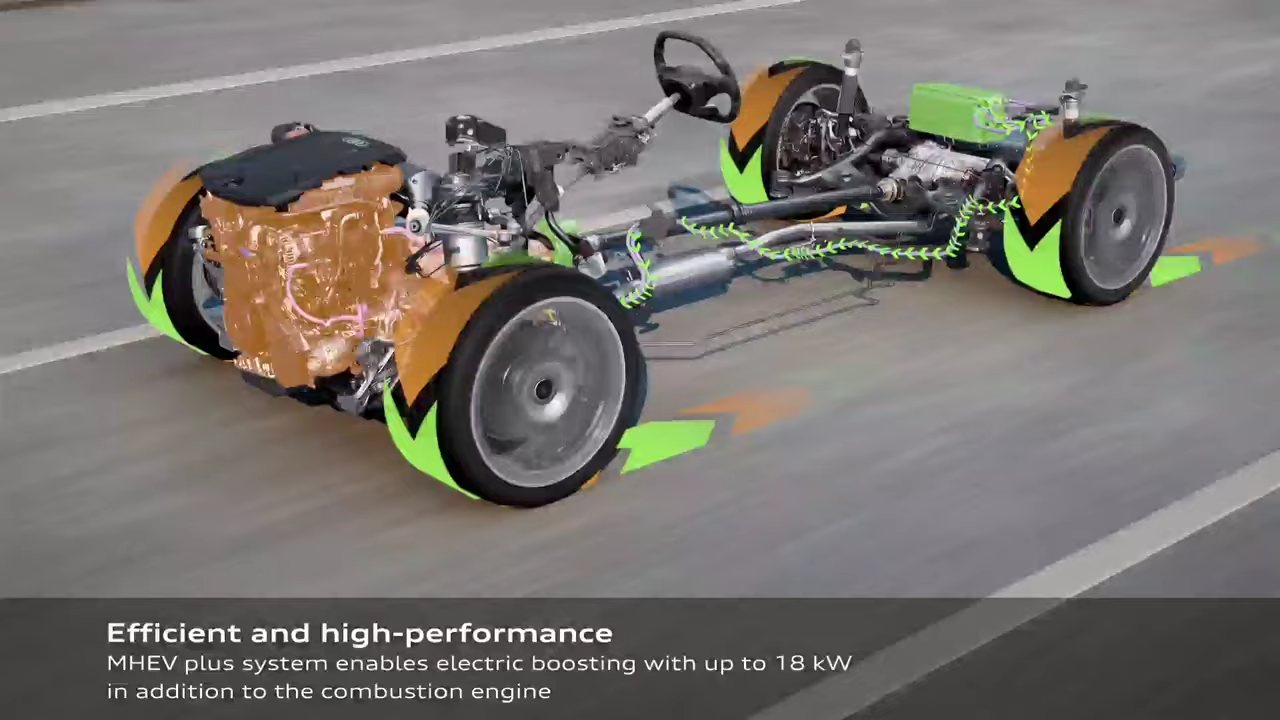 Efficient and high-performance
MHEV plus system enables electric boosting with up to 18 kW
in addition to the combustion engine